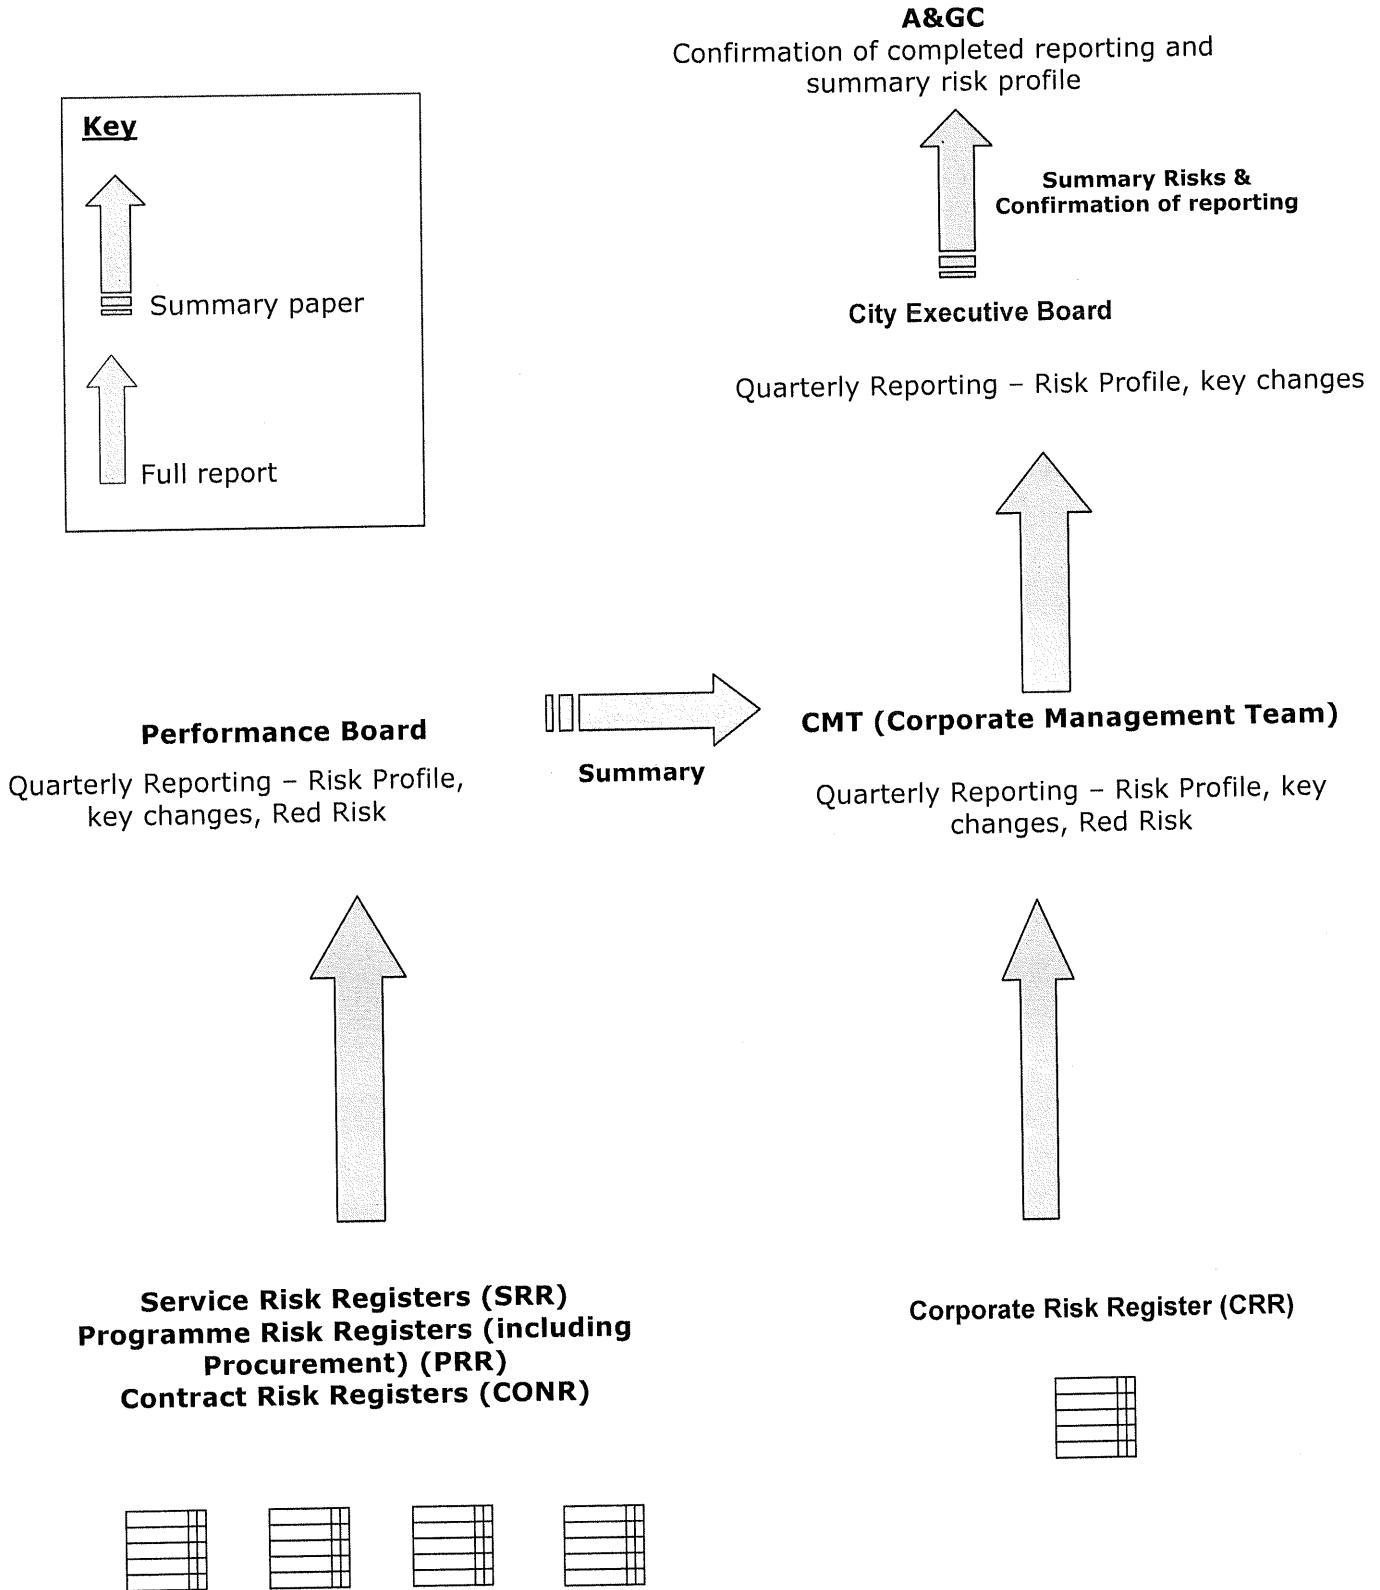 A&GC
Confirmation of completed reporting and
summary risk profile
Key
Summary paper
Full report
Summary Risks &
Confirmation of reporting
City Executive Board
Quarterly Reporting – Risk Profile, key changes
Performance Board
Quarterly Reporting – Risk Profile,
key changes, Red Risk
Summary
CMT (Corporate Management Team)
Quarterly Reporting – Risk Profile, key
changes, Red Risk
Service Risk Registers (SRR)
Programme Risk Registers (including
Procurement) (PRR)
Contract Risk Registers (CONR)
Corporate Risk Register (CRR)